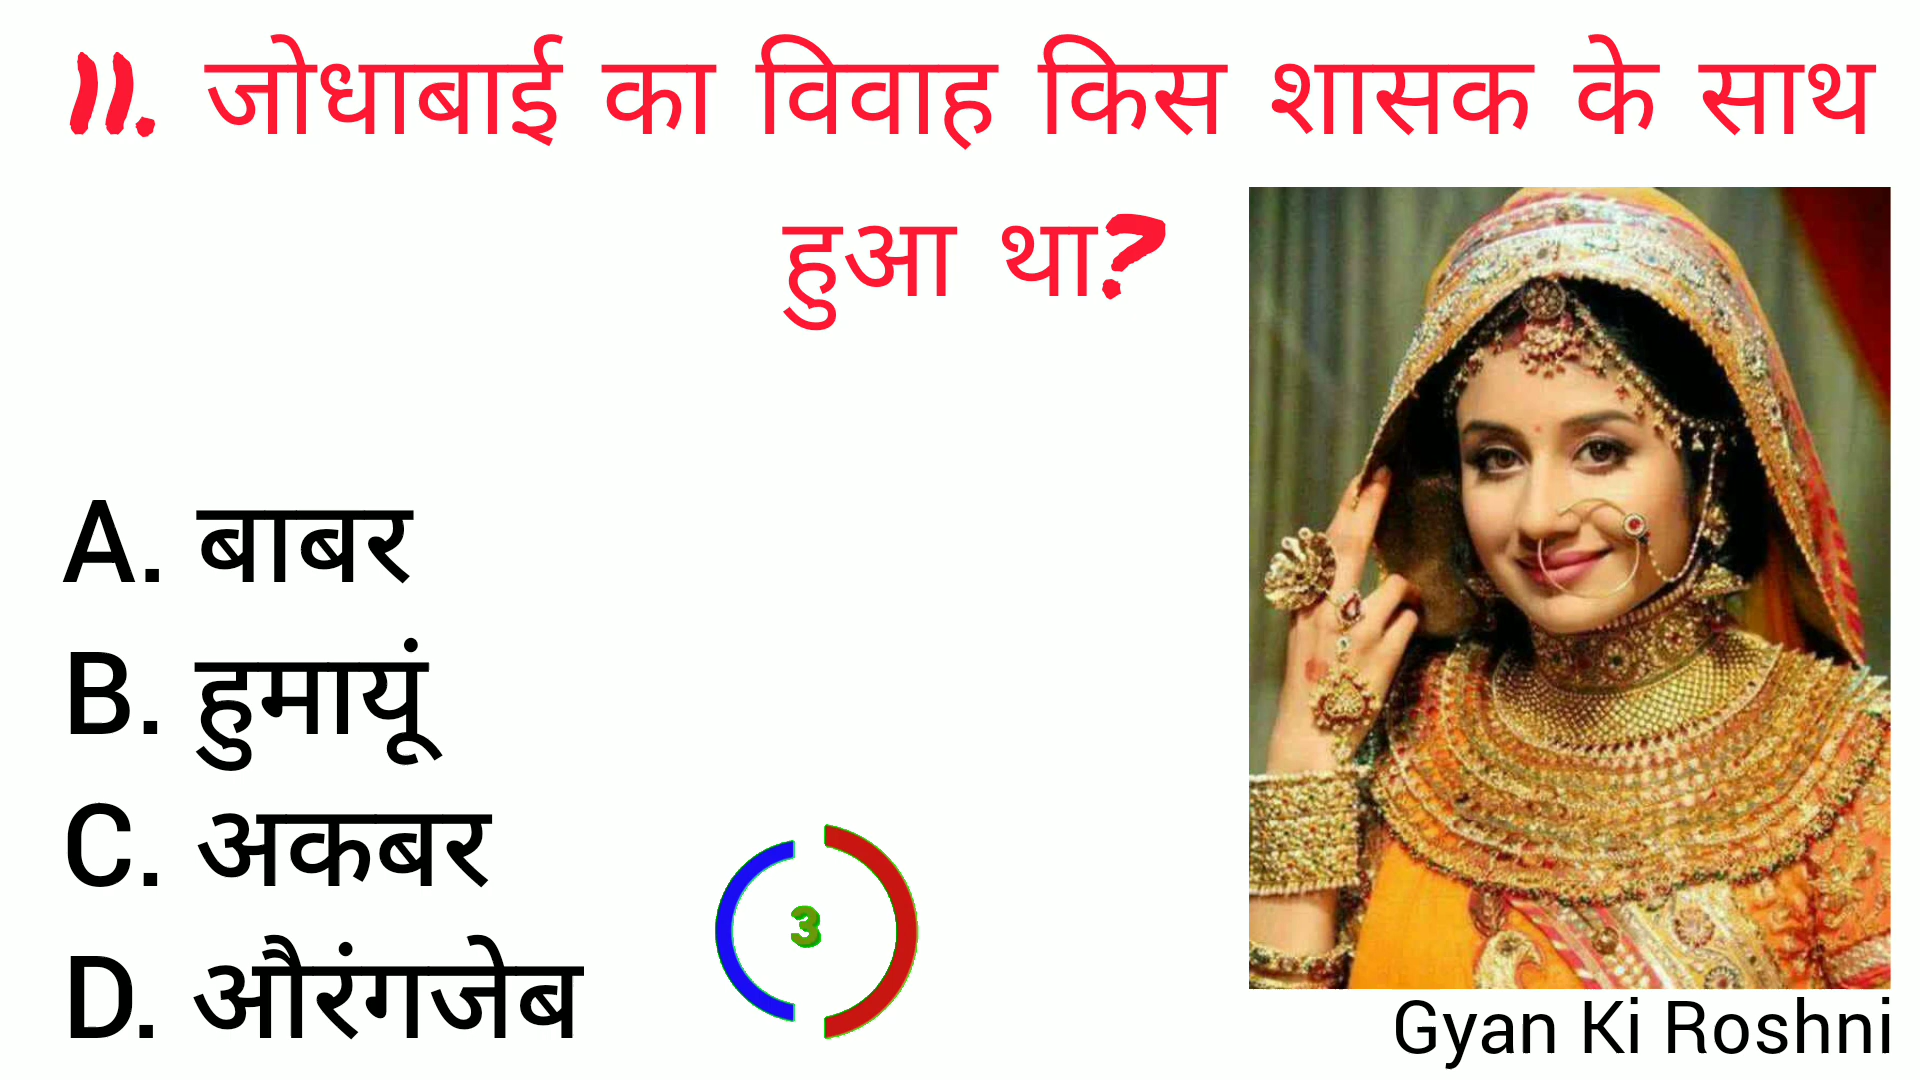 11. जोधाबाई का विवाह किस शासक के साथ
हुआ था?
A. बाबर
B. हुमायूं
C. अकबर
D. औरंगजेब
3
Gyan Ki Roshni